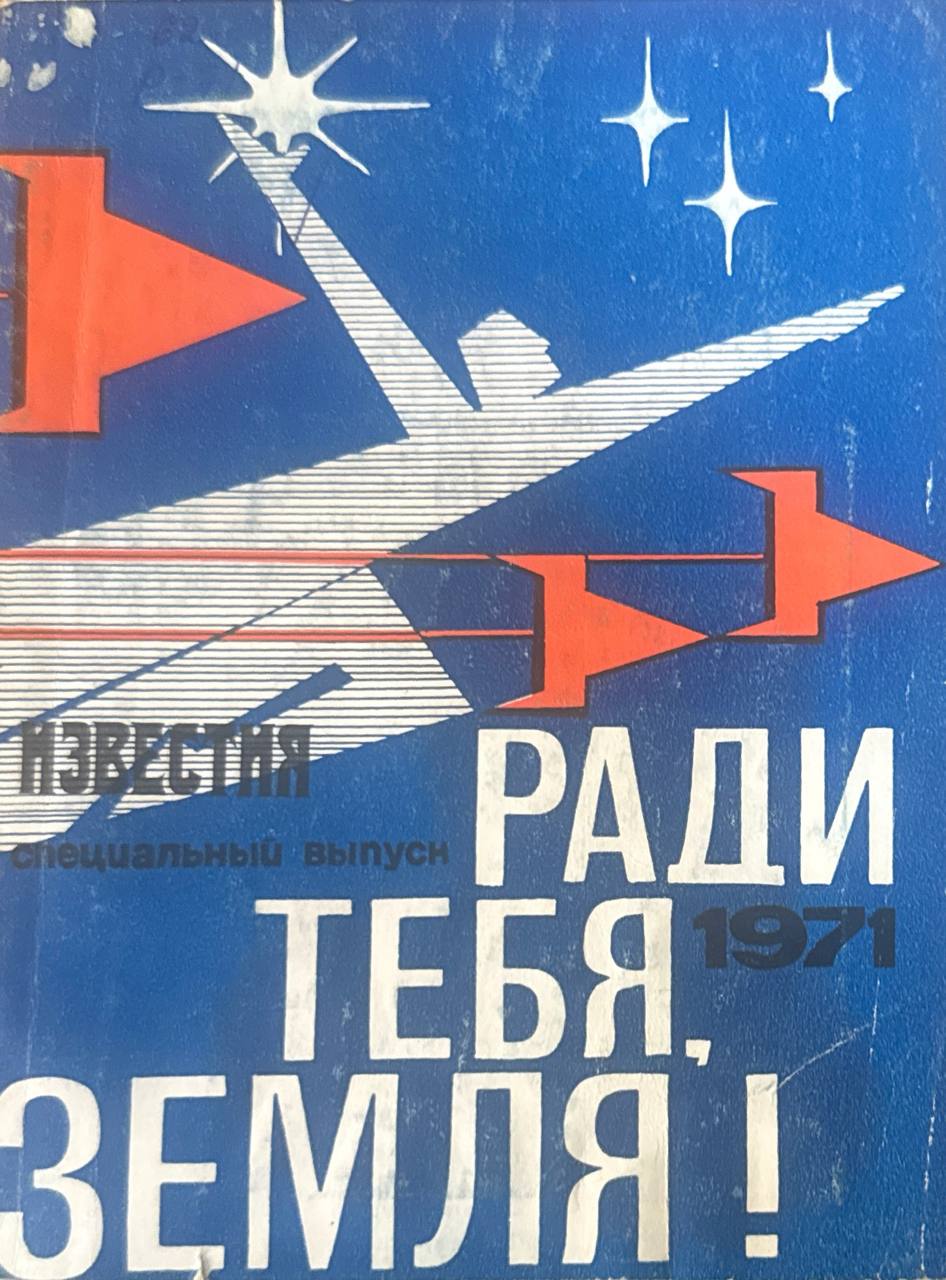 ИЗВЕСТИЯ
специальный выпуск
РАДИ
ТЕБЯ,
1971
ЗЕМЛЯ!